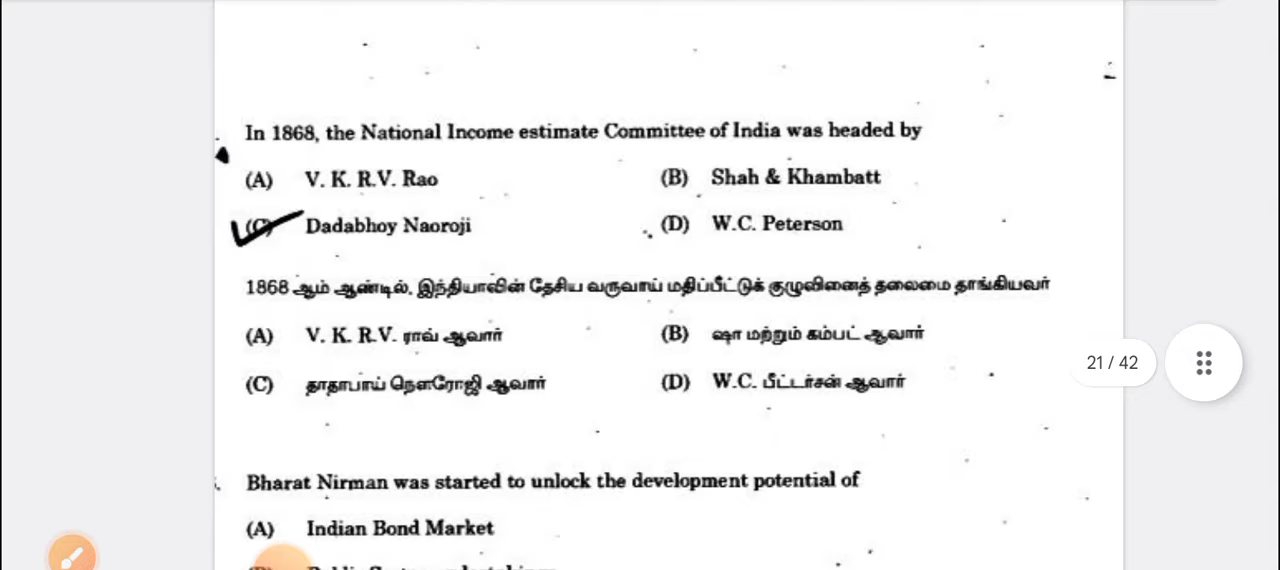 In 1868, the National Income estimate Committee of India was headed by
(A) V. K. R.V. Rao (B) Shah & Khambatt
(C) Dadabhoy Naoroji (D) W.C. Peterson
1868 ஆம் ஆண்டில், இந்தியாவின் தேசிய வருவாய் மதிப்பீட்டுக் குழுவினைத் தலைமை தாங்கியவர்
(A) V. K. R.V. ராவ் ஆவார் (B) ஷா மற்றும் கம்பட் ஆவார்
21 / 42
(C) தாதாபாய் நௌரோஜி ஆவார் (D) W.C. பீட்டர்சன் ஆவார்
Bharat Nirman was started to unlock the development potential of
(A) Indian Bond Market